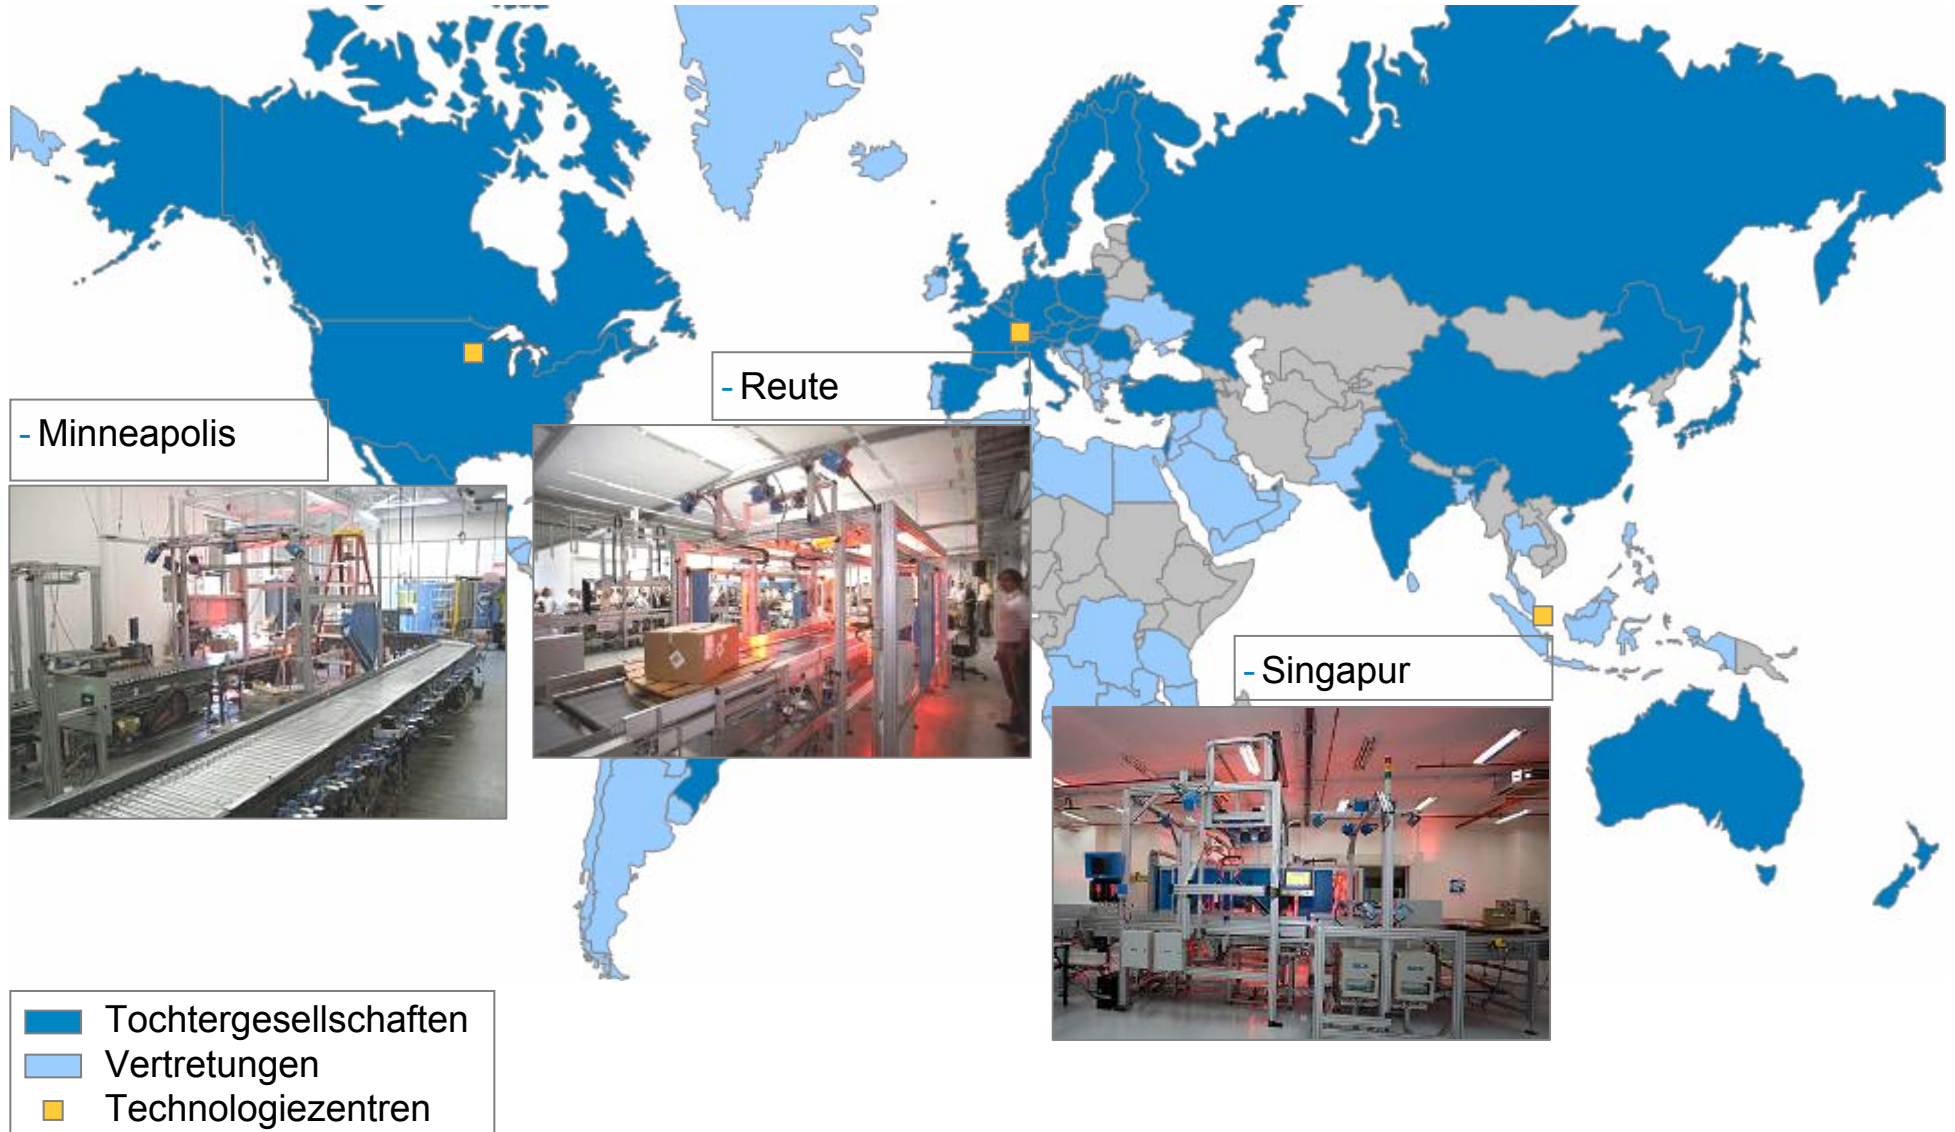 - Reute
- Minneapolis
- Singapur
Tochtergesellschaften
Vertretungen
Technologiezentren